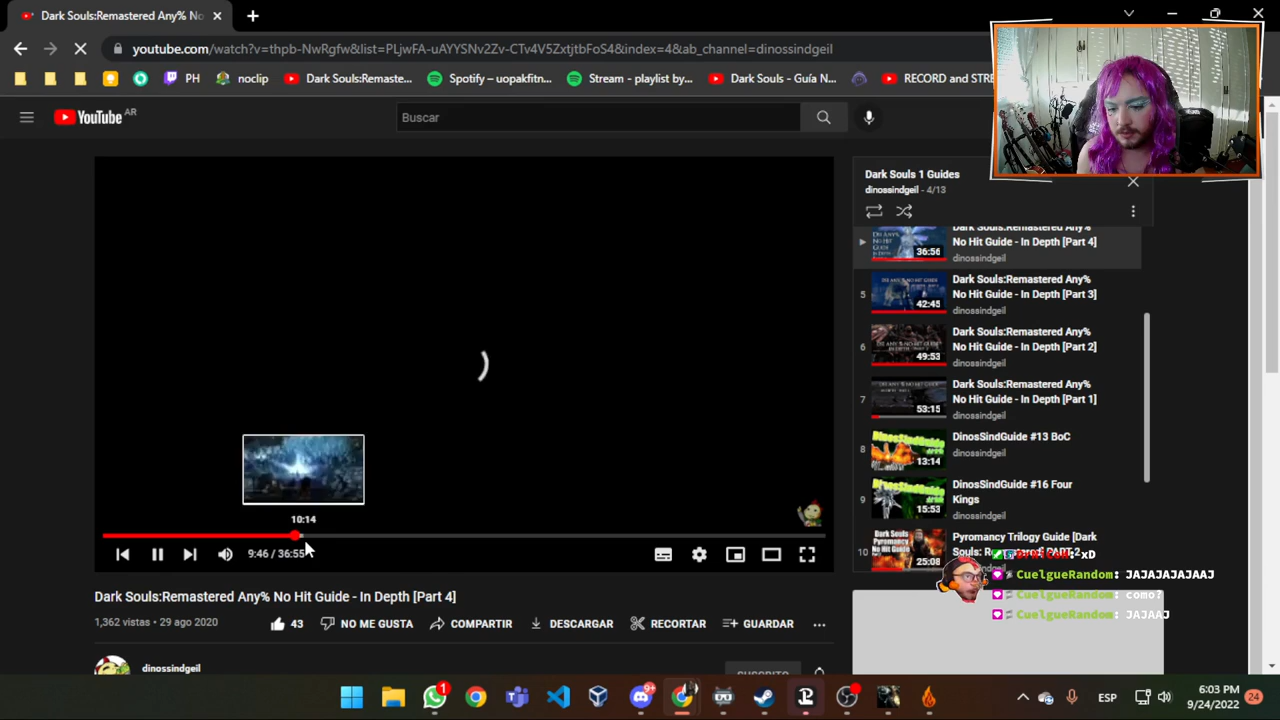 Dark Souls:Remastered Any% No
youtube.com/watch?v=thpb-NwRgfw&list=PLjwFA-uAYYSNv2Zv-CTv4V5ZXgtbFoS4&index=4&ab_channel=dinossindgeil
PH
noclip
Dark Souls:Remaste...
Spotify – uspakfitn...
Stream - playlist by...
Dark Souls - Guía N...
RECORD and STRE
YouTube AR
Buscar
Dark Souls 1 Guides
dinossindgeil - 4/13
Dark Souls:Remastered Any%
No Hit Guide - In Depth [Part 4]
dinossindgeil
36:56
5
Dark Souls:Remastered Any%
No Hit Guide - In Depth [Part 3]
dinossindgeil
42:45
6
Dark Souls:Remastered Any%
No Hit Guide - In Depth [Part 2]
dinossindgeil
49:53
7
Dark Souls:Remastered Any%
No Hit Guide - In Depth [Part 1]
dinossindgeil
53:15
8
DinosSindGuide #13 BoC
dinossindgeil
13:14
9
DinosSindGuide #16 Four
Kings
dinossindgeil
15:53
10
Pyromancy Trilogy Guide [Dark
25:08
10:14
9:46 / 36:55
Dark Souls:Remastered Any% No Hit Guide - In Depth [Part 4]
1,362 vistas • 29 ago 2020
43
COMPARTIR
DESCARGAR
RECORTAR
GUARDAR
dinossindgeil
SUSCRITO
xD
CuelgueRandom: JAJAJAJAJAAJ
CuelgueRandom: como?
CuelgueRandom: JAJAAJ
1
9+
ESP
6:03 PM
9/24/2022
24